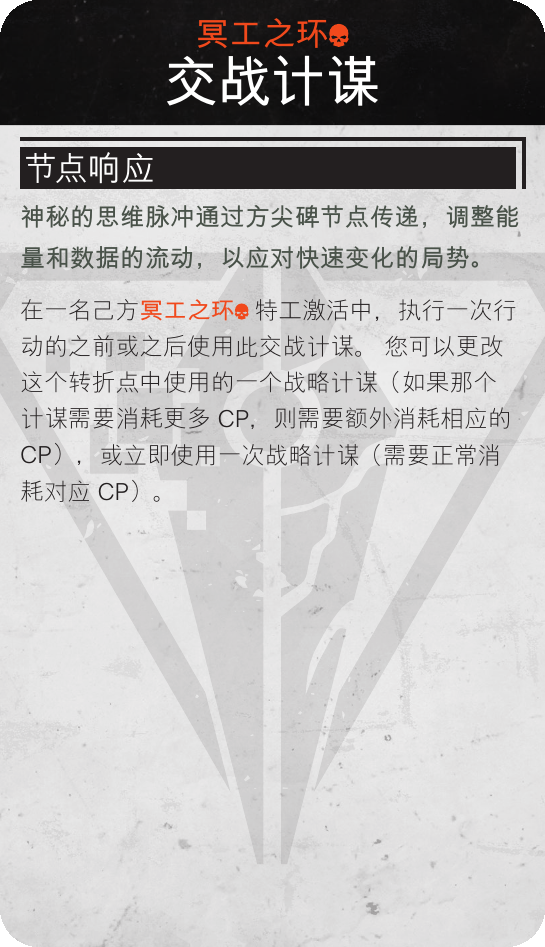 冥工之环
交战计谋
节点响应
神秘的思维脉冲通过方尖碑节点传递，调整能
量和数据的流动，以应对快速变化的局势。
在一名己方冥工之环 特工激活中，执行一次行
动的之前或之后使用此交战计谋。 您可以更改
这个转折点中使用的一个战略计谋（如果那个
计谋需要消耗更多 CP，则需要额外消耗相应的
CP），或立即使用一次战略计谋（需要正常消
耗对应 CP）。